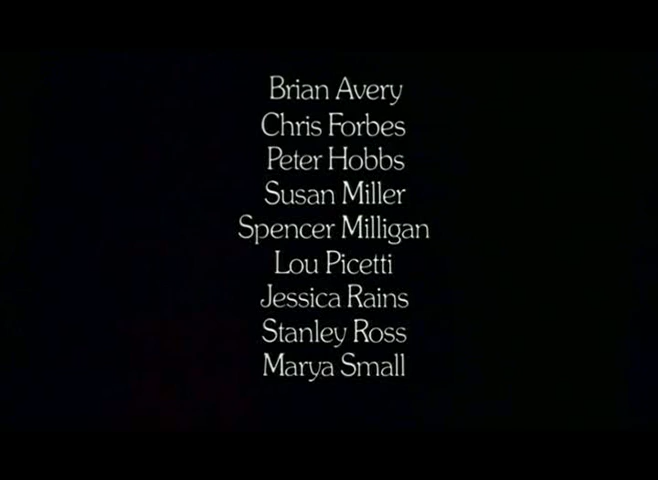 Brian Avery
Chris Forbes
Peter Hobbs
Susan Miller
Spencer Milligan
Lou Picetti
Jessica Rains
Stanley Ross
Marya Small